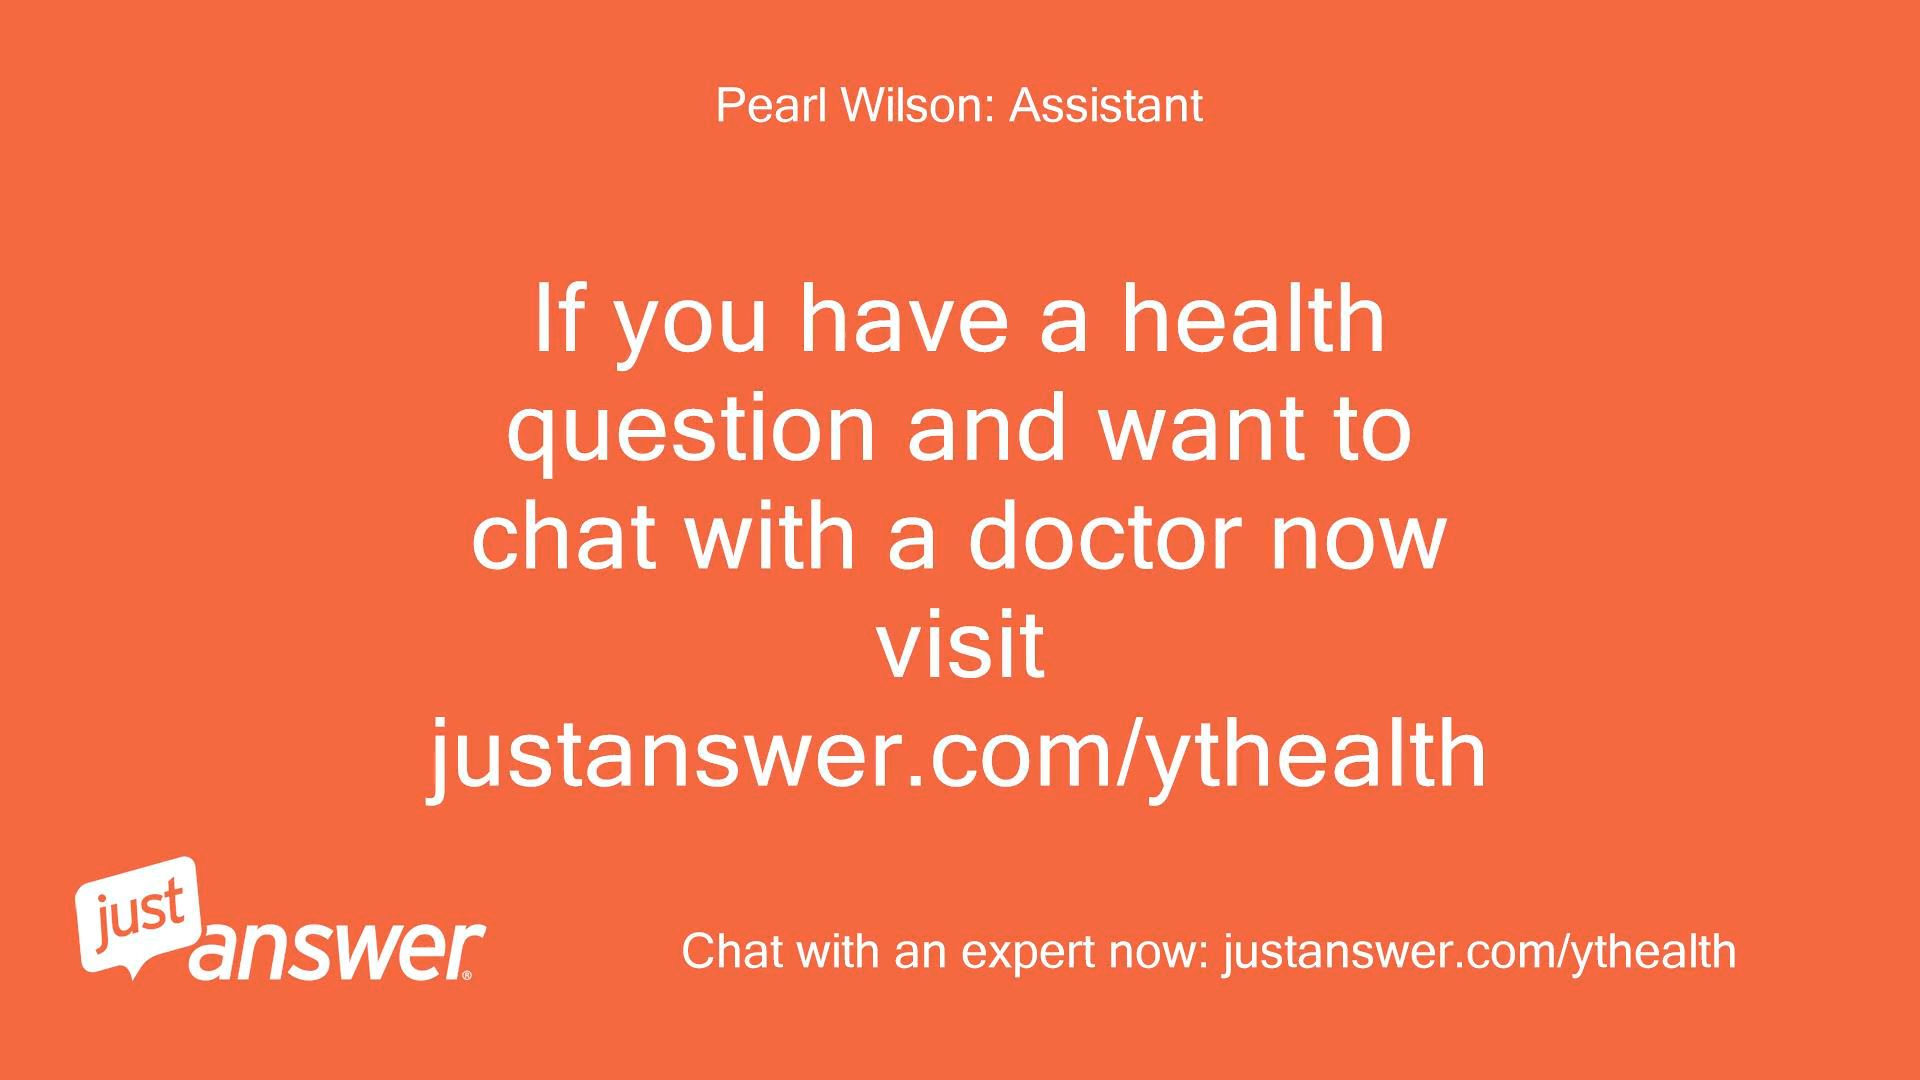 Pearl Wilson: Assistant
If you have a health
question and want to
chat with a doctor now
visit
justanswer.com/ythealth
just
answer®
Chat with an expert now: justanswer.com/ythealth